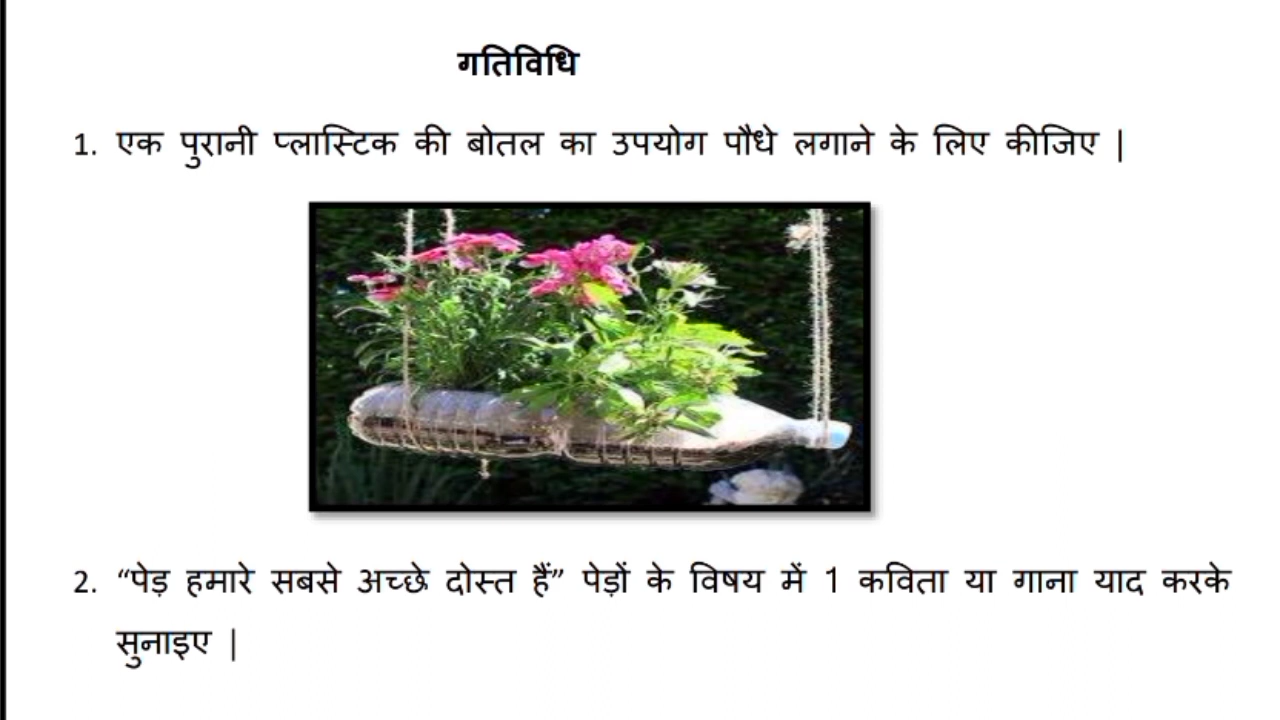 गतिविधि
1. एक पुरानी प्लास्टिक की बोतल का उपयोग पौधे लगाने के लिए कीजिए |
2. “पेड़ हमारे सबसे अच्छे दोस्त हैं” पेड़ों के विषय में 1 कविता या गाना याद करके
सुनाइए |